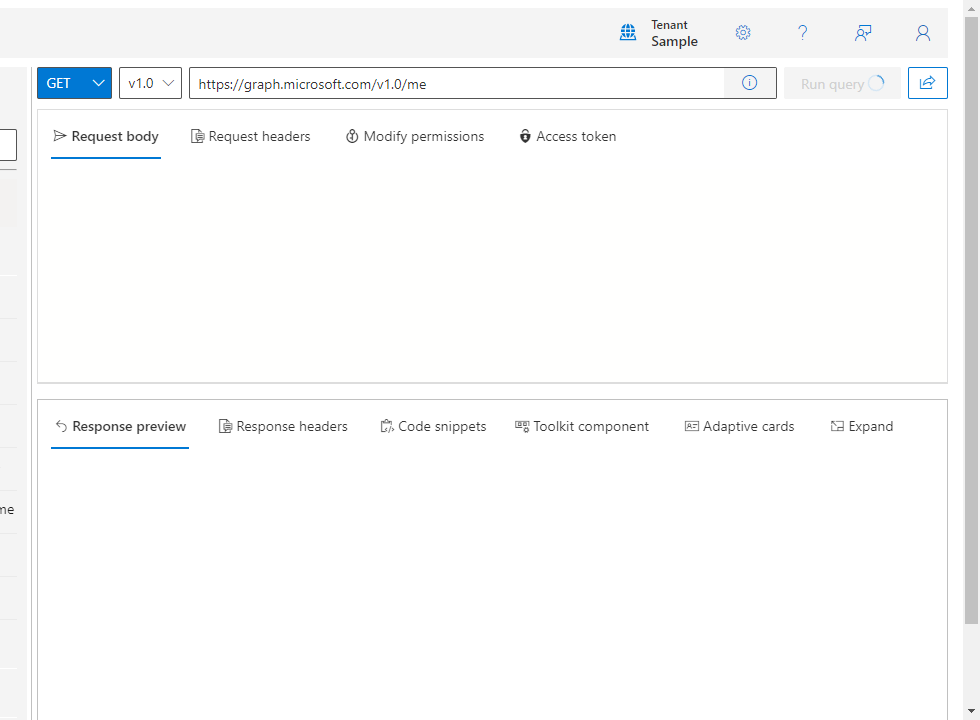 Tenant
Sample
?
GET v1.0 https://graph.microsoft.com/v1.0/me Run query
Request body Request headers Modify permissions Access token
Response preview Response headers Code snippets Toolkit component Adaptive cards Expand
me